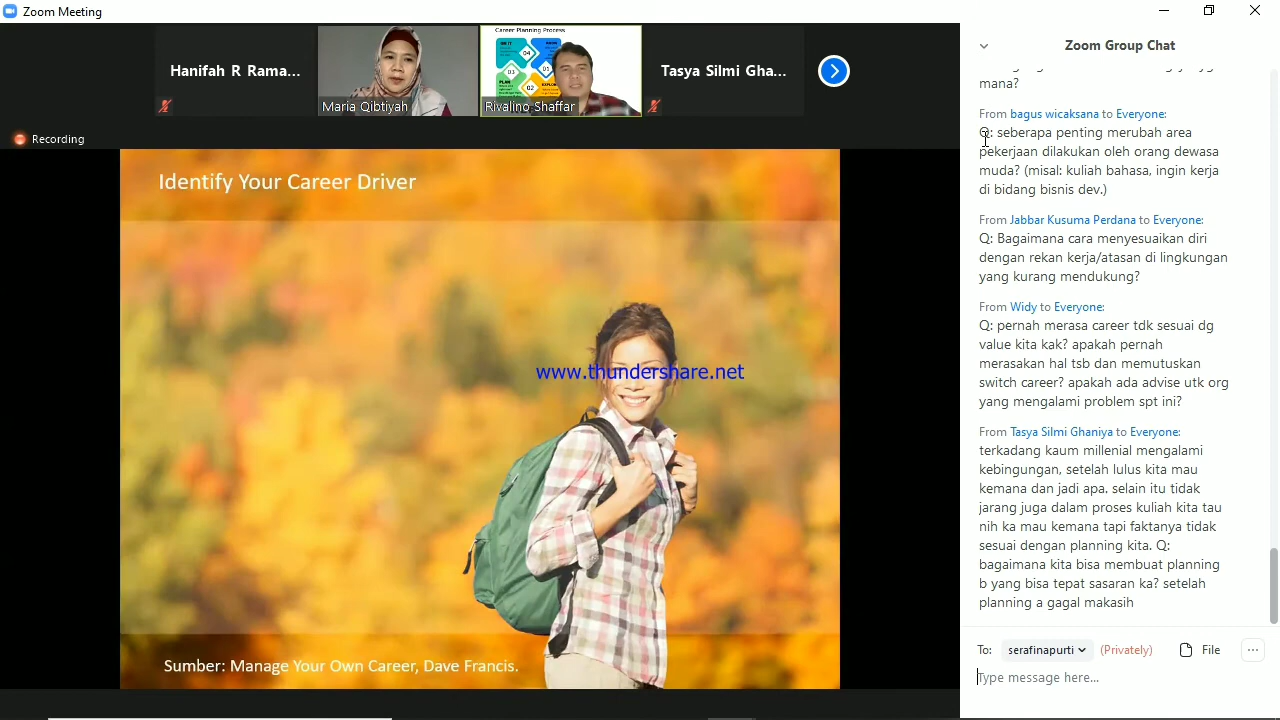 Zoom Meeting
Hanifah R Rama...
Maria Qibtiyah
Career Planning Process
04
03
01
02
Rivalino Shaffar
Tasya Silmi Gha...
Recording
Identify Your Career Driver
www.thundershare.net
Sumber: Manage Your Own Career, Dave Francis.
Zoom Group Chat
mana?
From bagus wicaksana to Everyone:
Q: seberapa penting merubah area
pekerjaan dilakukan oleh orang dewasa
muda? (misal: kuliah bahasa, ingin kerja
di bidang bisnis dev.)
From Jabbar Kusuma Perdana to Everyone:
Q: Bagaimana cara menyesuaikan diri
dengan rekan kerja/atasan di lingkungan
yang kurang mendukung?
From Widy to Everyone:
Q: pernah merasa career tdk sesuai dg
value kita kak? apakah pernah
merasakan hal tsb dan memutuskan
switch career? apakah ada advise utk org
yang mengalami problem spt ini?
From Tasya Silmi Ghaniya to Everyone:
terkadang kaum millenial mengalami
kebingungan, setelah lulus kita mau
kemana dan jadi apa. selain itu tidak
jarang juga dalam proses kuliah kita tau
nih ka mau kemana tapi faktanya tidak
sesuai dengan planning kita. Q:
bagaimana kita bisa membuat planning
b yang bisa tepat sasaran ka? setelah
planning a gagal makasih
To: serafinapurti (Privately) File
Type message here...